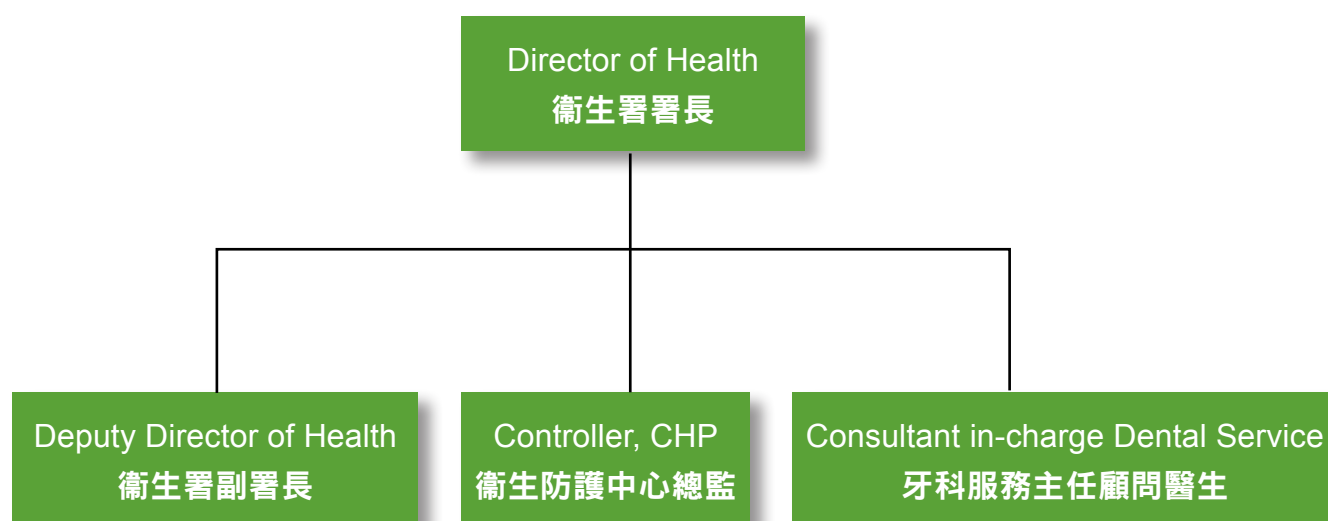 Director of Health
衞生署署長
Deputy Director of Health
衞生署副署長
Controller, CHP
衞生防護中心總監
Consultant in-charge Dental Service
牙科服務主任顧問醫生